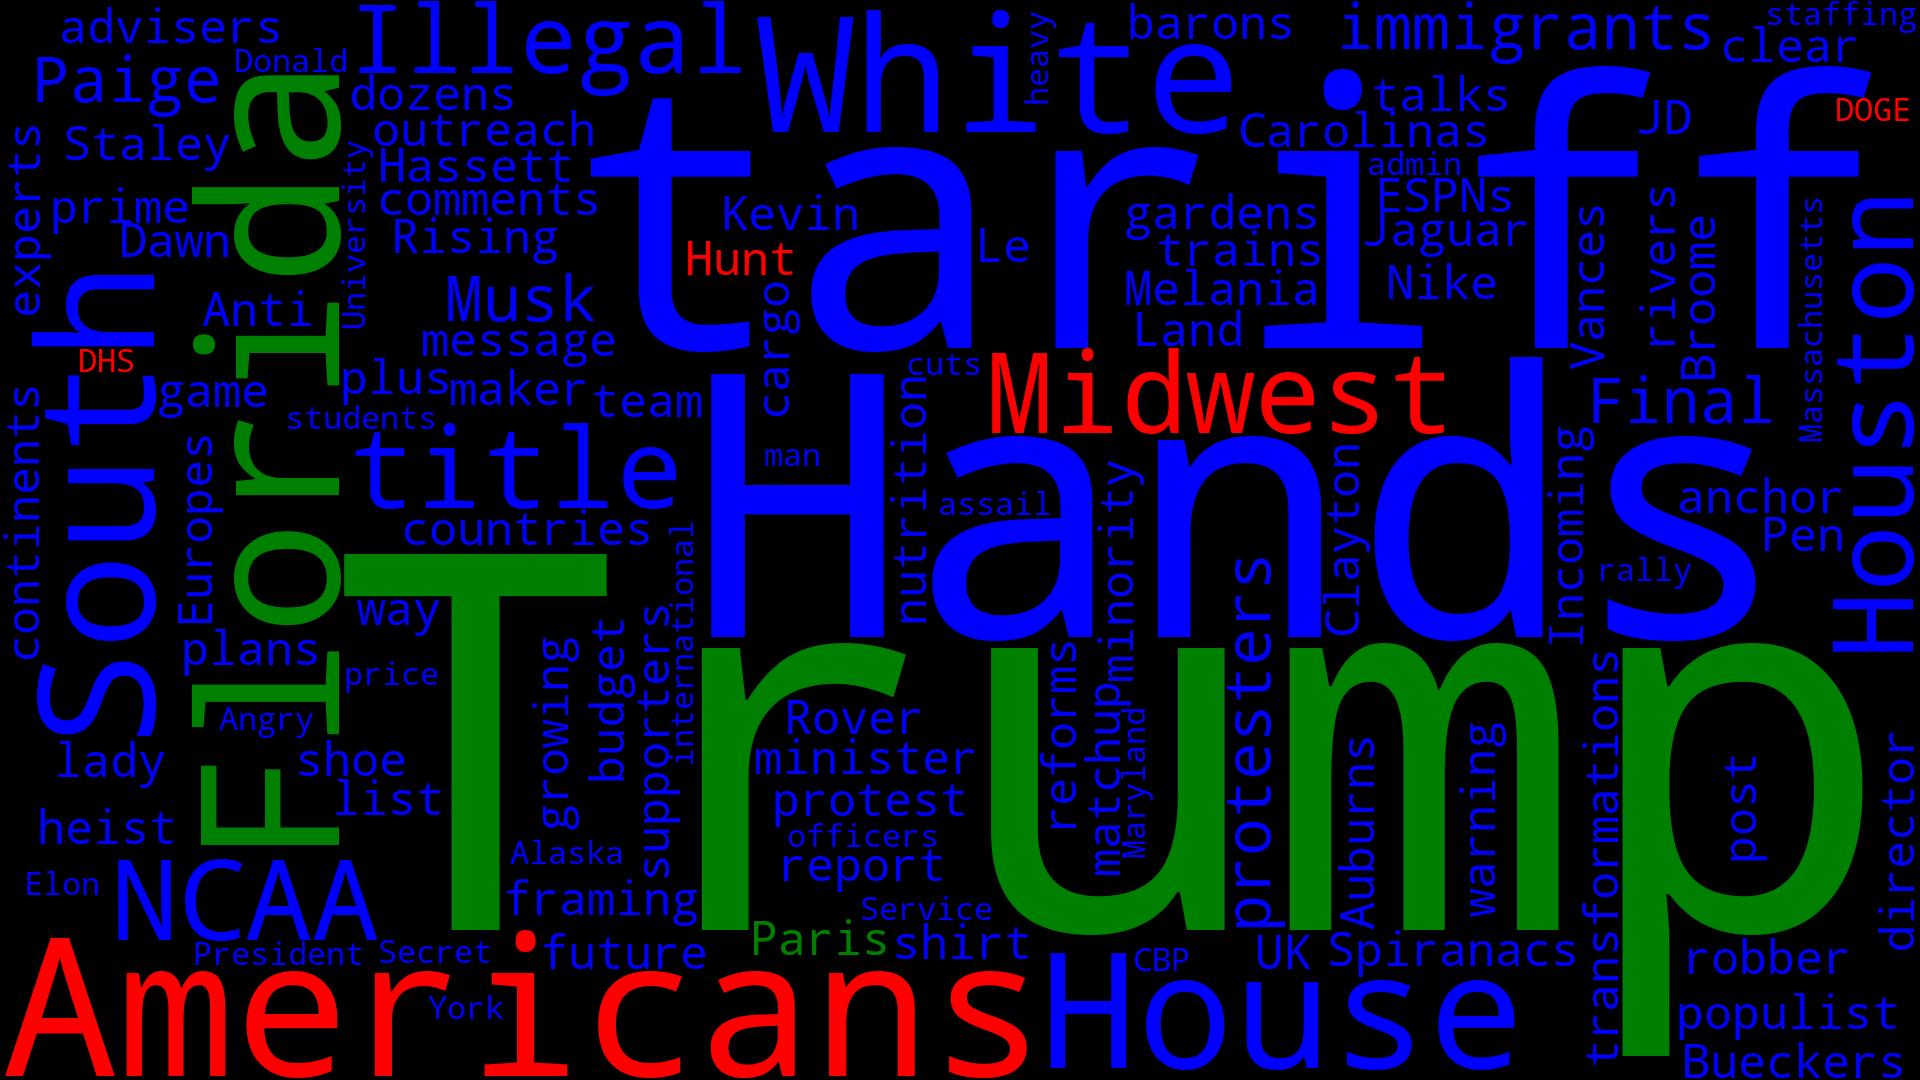 advisers
Donald
Illegal
White
heavy
barons
immigrants
staffing
clear
Paige
dozens
talks
JD
DOGE
Staley
outreach
Carolinas
experts
University
Hassett
admin
tariff
prime
comments
ESPNs
Dawn
Rising
Kevin
Hunt
Le
gardens
Jaguar
trains
Vances
rivers
Broome
Massachusetts
Houston
Anti
Musk
cargo
Melania
Nike
South
DHS
message
Land
Florida
game
plus
maker
team
cuts
Midwest
Final
students
continents
Europes
title
man
nutrition
Hands
assail
minority
Clayton
Incoming
anchor
Pen
countries
international
rally
way
Trump
plans
price
growing
budget
supporters
reforms
matchup
Maryland
protesters
transformations
Angry
Rover
lady
shoe
minister
Auburns
warning
post
director
list
protest
heist
officers
Alaska
report
Elon
NCAA
framing
Service
President
Secret
future
Paris
shirt
CBP
UK
Spiranacs
robber
Americans
York
House
populist
Bueckers